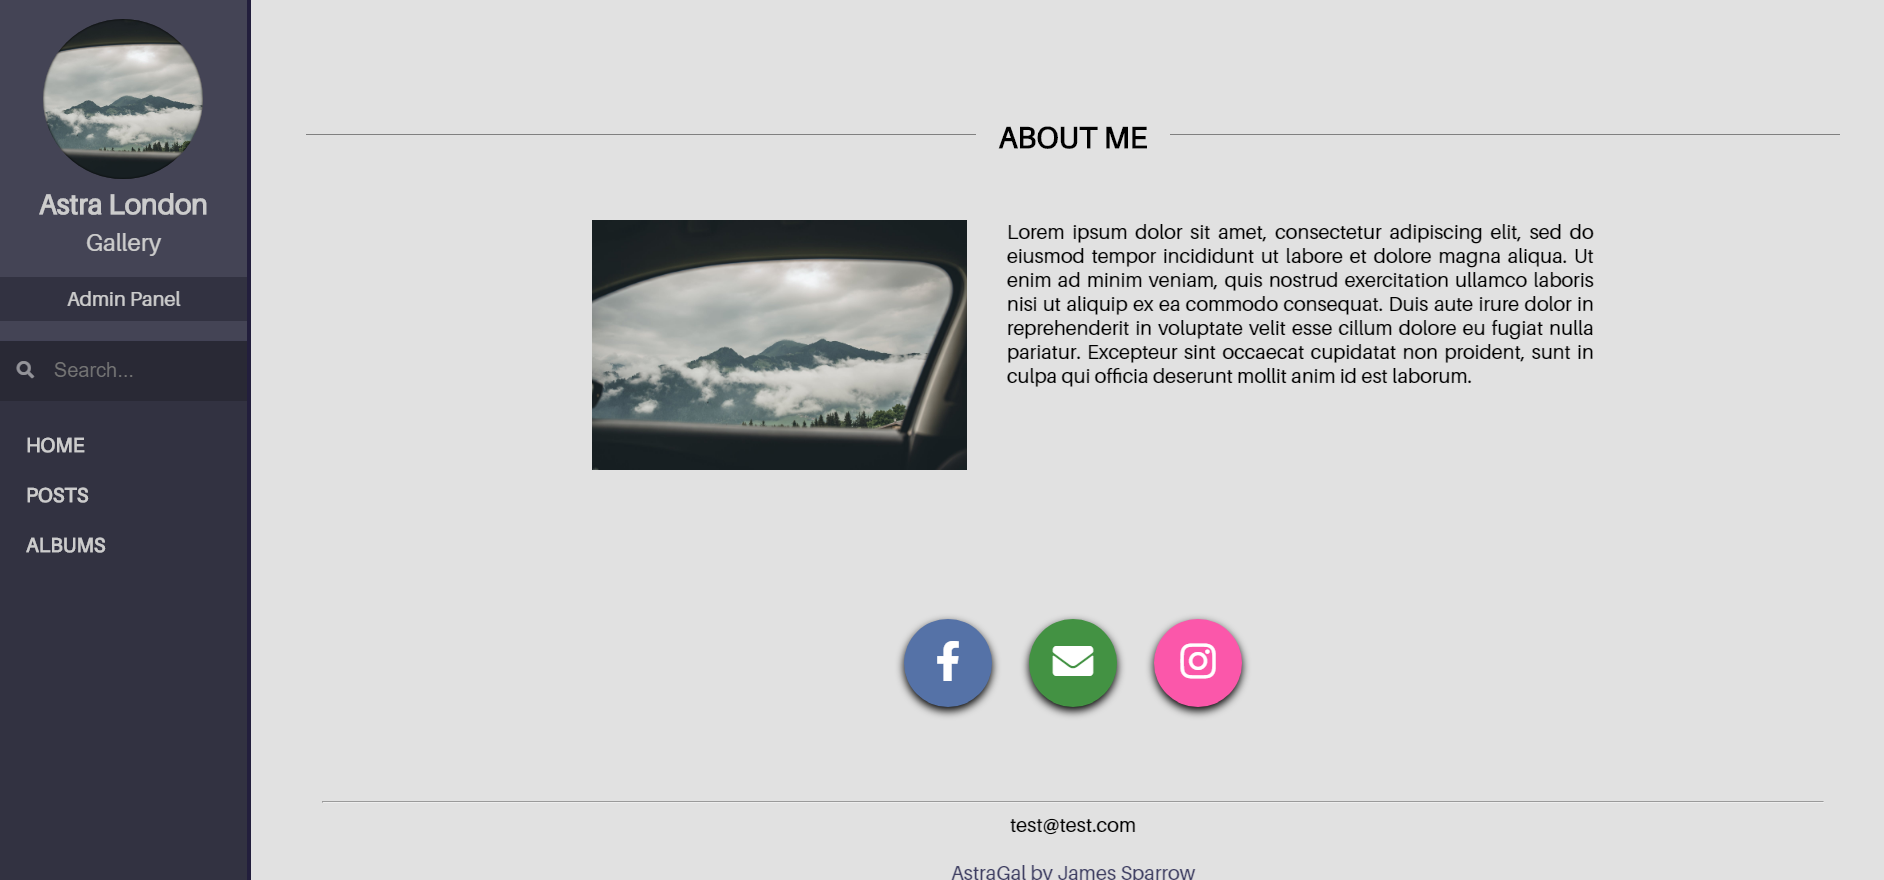 Astra London
Gallery
Admin Panel
Search...
HOME
POSTS
ALBUMS
ABOUT ME
Lorem ipsum dolor sit amet, consectetur adipiscing elit, sed do
eiusmod tempor incididunt ut labore et dolore magna aliqua. Ut
enim ad minim veniam, quis nostrud exercitation ullamco laboris
nisi ut aliquip ex ea commodo consequat. Duis aute irure dolor in
reprehenderit in voluptate velit esse cillum dolore eu fugiat nulla
pariatur. Excepteur sint occaecat cupidatat non proident, sunt in
culpa qui officia deserunt mollit anim id est laborum.
test@test.com
AstraGal by James Sparrow